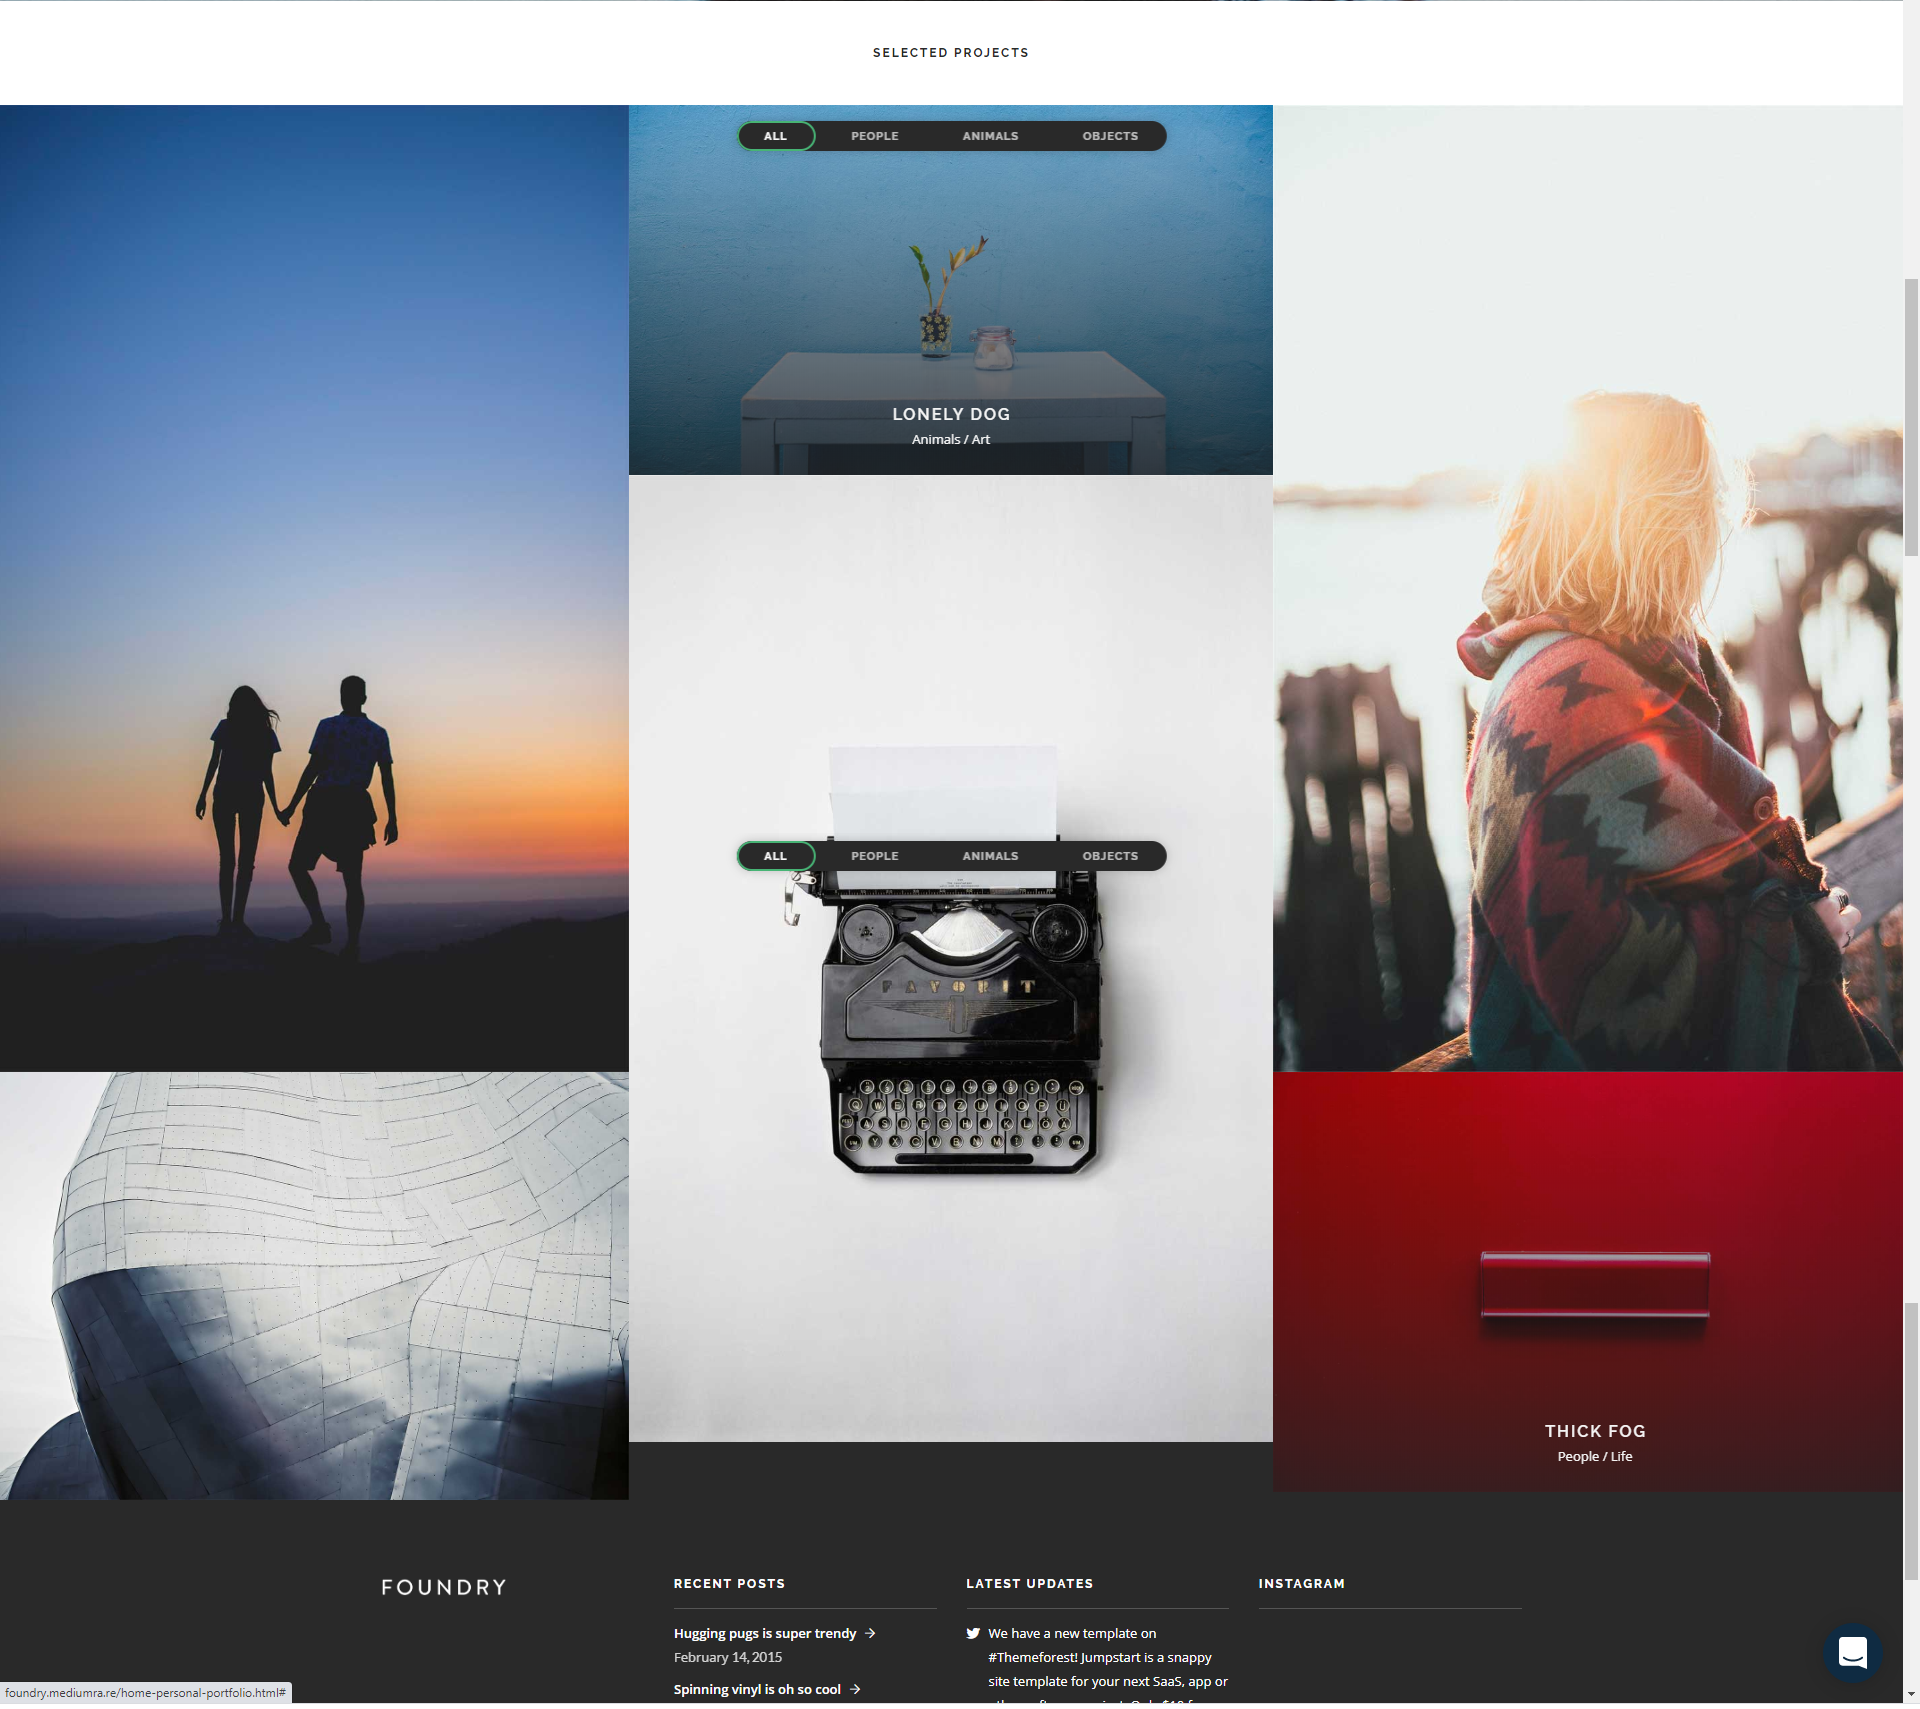 SELECTED PROJECTS
ALL PEOPLE ANIMALS OBJECTS
LONELY DOG
Animals / Art
ALL PEOPLE ANIMALS OBJECTS
FAVORIT
Q W E R T Z U I O P Ü
A S D F G H J K L Ö Ä
Y X C V B N M
THICK FOG
People / Life
FOUNDRY
RECENT POSTS
Hugging pugs is super trendy
February 14, 2015
Spinning vinyl is oh so cool
LATEST UPDATES
We have a new template on
#Themeforest! Jumpstart is a snappy
site template for your next SaaS, app or
INSTAGRAM
foundry.mediumra.re/home-personal-portfolio.html#